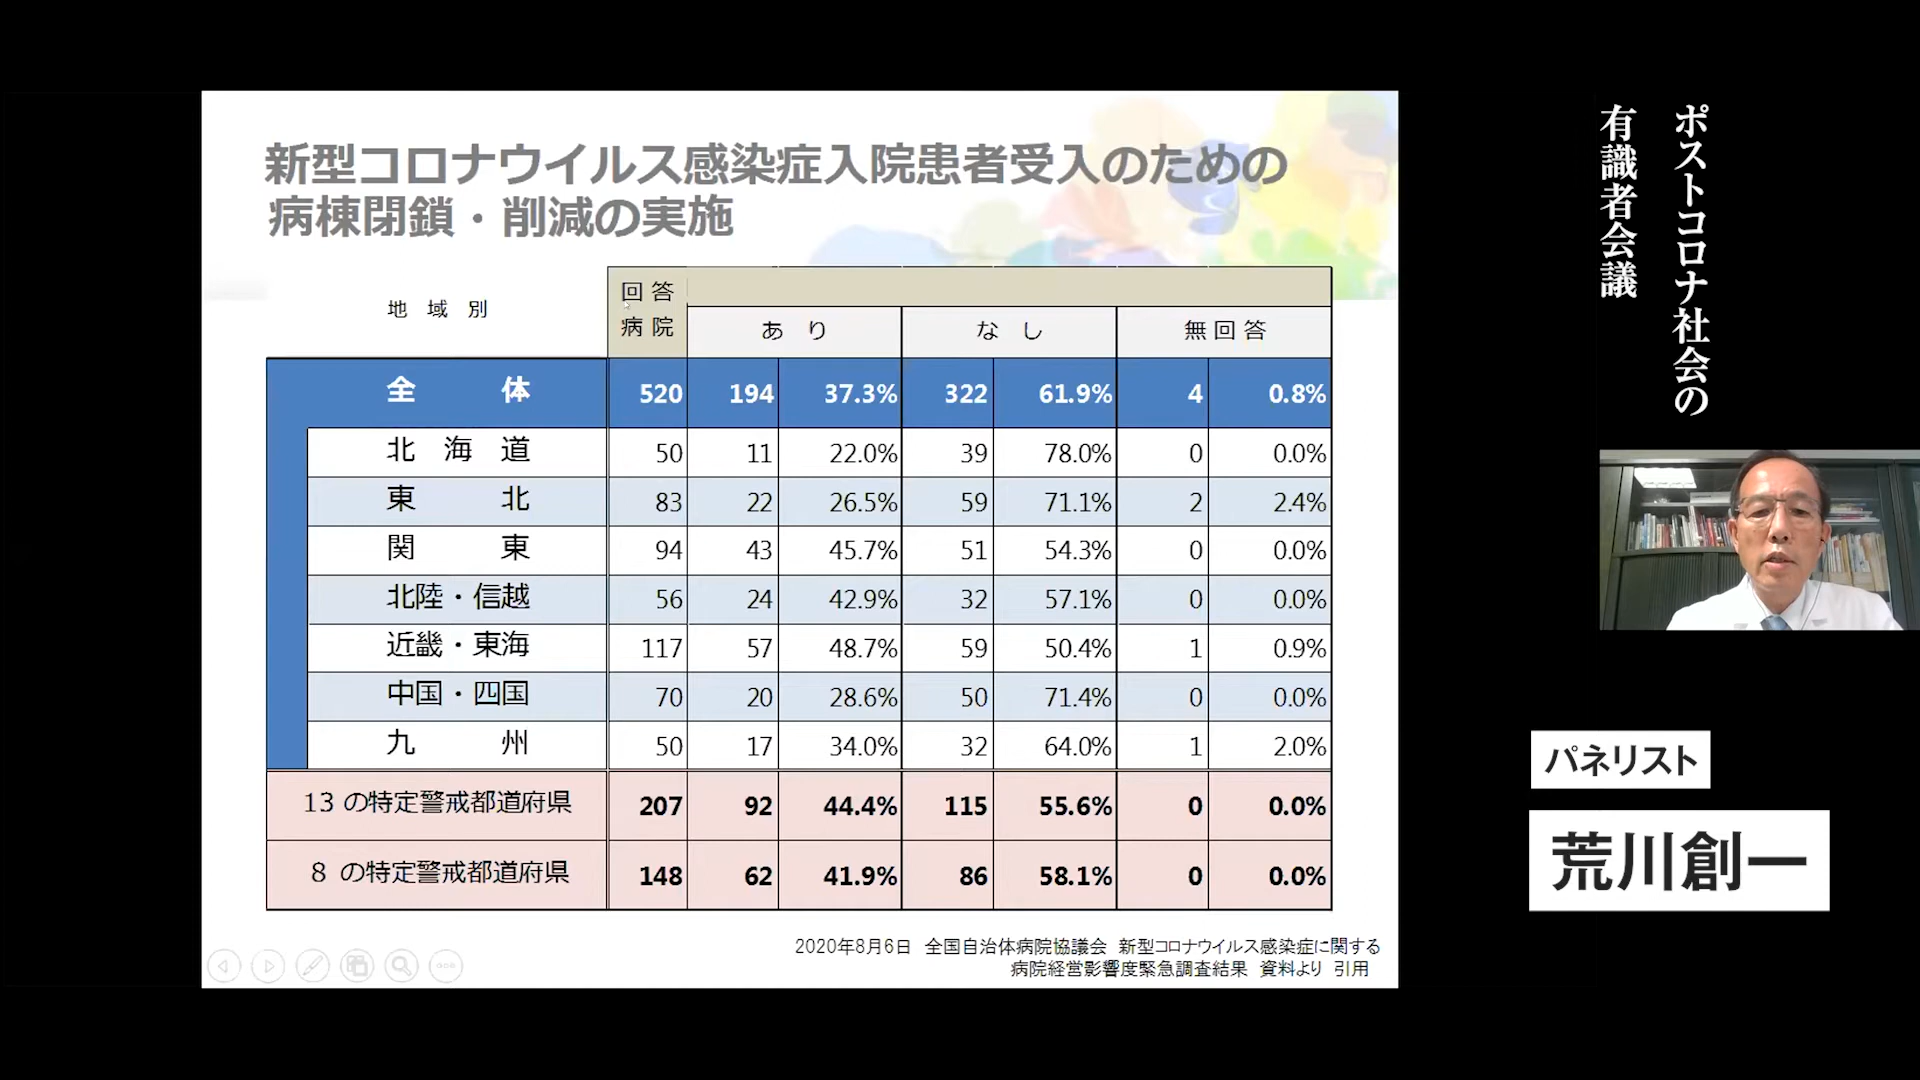 新型コロナウイルス感染症入院患者受入のための
病棟閉鎖・削減の実施
地域別 回答病院 あり なし 無回答
全体 520 194 37.3% 322 61.9% 4 0.8%
北海道 50 11 22.0% 39 78.0% 0 0.0%
東北 83 22 26.5% 59 71.1% 2 2.4%
関東 94 43 45.7% 51 54.3% 0 0.0%
北陸・信越 56 24 42.9% 32 57.1% 0 0.0%
近畿・東海 117 57 48.7% 59 50.4% 1 0.9%
中国・四国 70 20 28.6% 50 71.4% 0 0.0%
九州 50 17 34.0% 32 64.0% 1 2.0%
13 の特定警戒都道府県 207 92 44.4% 115 55.6% 0 0.0%
8 の特定警戒都道府県 148 62 41.9% 86 58.1% 0 0.0%
2020年8月6日 全国自治体病院協議会 新型コロナウイルス感染症に関する
病院経営影響度緊急調査結果 資料より 引用
ポストコロナ社会の
有識者会議
パネリスト
荒川創一